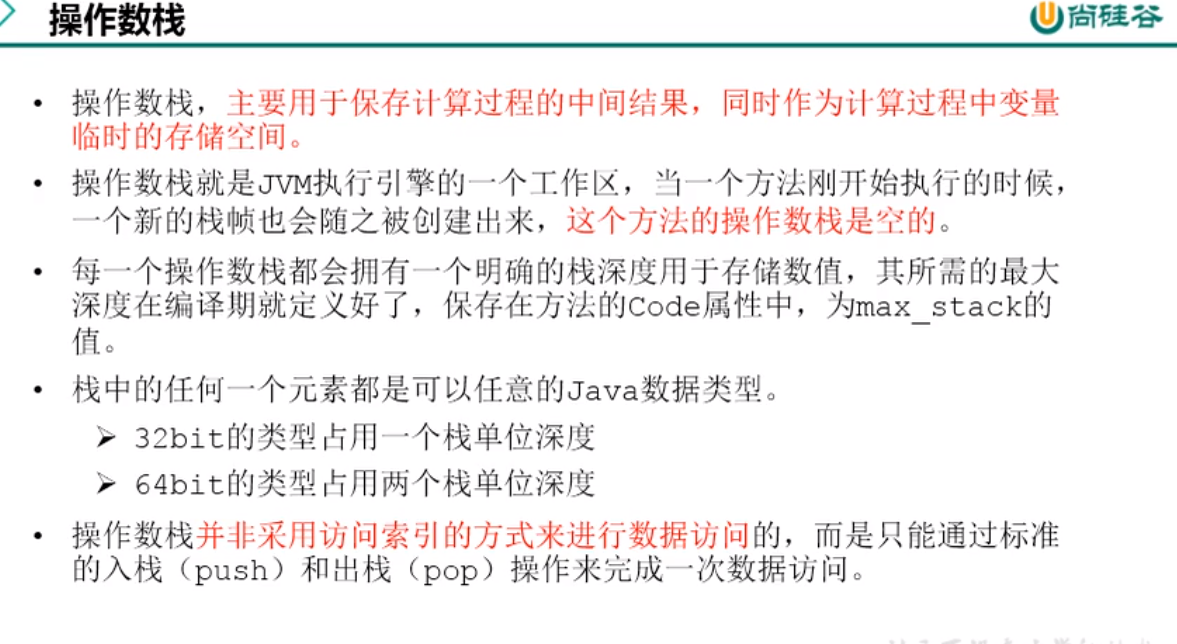 操作数栈
尚硅谷
• 操作数栈，主要用于保存计算过程的中间结果，同时作为计算过程中变量
临时的存储空间。
• 操作数栈就是JVM执行引擎的一个工作区，当一个方法刚开始执行的时候，
一个新的栈帧也会随之被创建出来，这个方法的操作数栈是空的。
• 每一个操作数栈都会拥有一个明确的栈深度用于存储数值，其所需的最大
深度在编译期就定义好了，保存在方法的Code属性中，为max_stack的
值。
• 栈中的任何一个元素都是可以任意的Java数据类型。
➢ 32bit的类型占用一个栈单位深度
➢ 64bit的类型占用两个栈单位深度
• 操作数栈并非采用访问索引的方式来进行数据访问的，而是只能通过标准
的入栈（push）和出栈（pop）操作来完成一次数据访问。